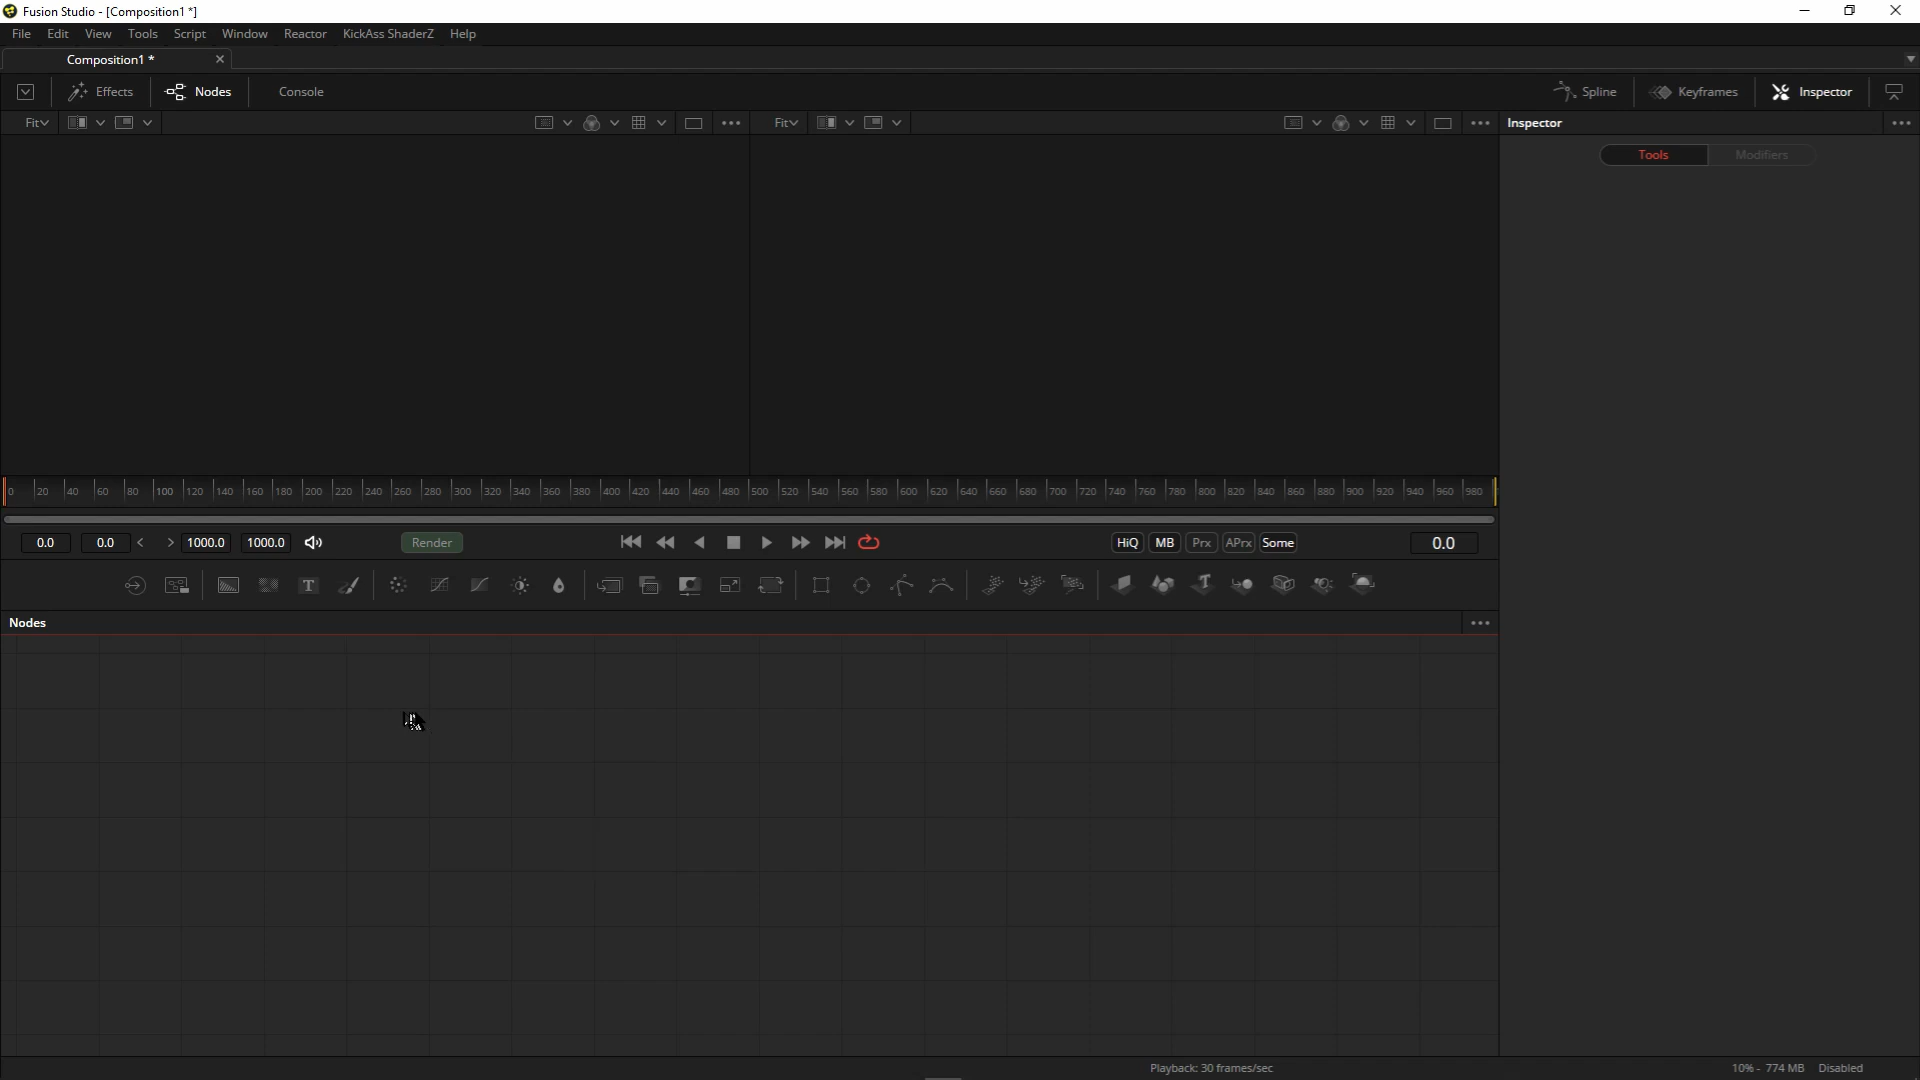 Fusion Studio - [Composition1 *]
File Edit View Tools Script Window Reactor KickAss ShaderZ Help
Composition1 *
Effects Nodes Console Spline Keyframes Inspector
Fit Fit Inspector
Tools Modifiers
0 20 40 60 80 100 120 140 160 180 200 220 240 260 280 300 320 340 360 380 400 420 440 460 480 500 520 540 560 580 600 620 640 660 680 700 720 740 760 780 800 820 840 860 880 900 920 940 960 980
0.0 0.0 < > 1000.0 1000.0 Render HiQ MB Prx APrx Some 0.0
T T
Nodes
Playback: 30 frames/sec 10% - 774 MB Disabled